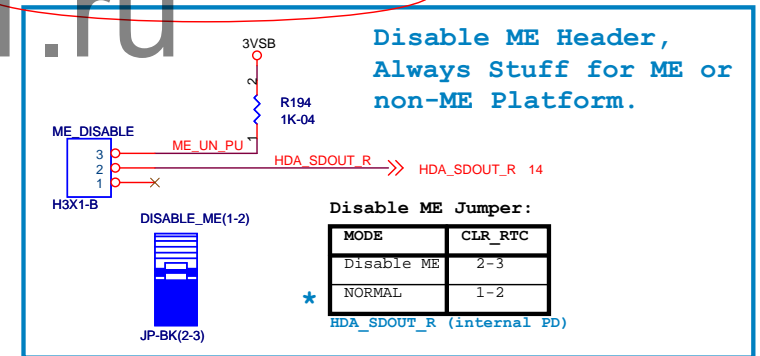 1.ru
Disable ME Header,
Always Stuff for ME or
non-ME Platform.
3VSB
2
R194
1K-04
1
ME_DISABLE
ME_UN_PU
3
2
1
HDA_SDOUT_R
HDA_SDOUT_R 14
H3X1-B
DISABLE_ME(1-2)
JP-BK(2-3)
Disable ME Jumper:
MODE CLR_RTC
Disable ME 2-3
* NORMAL 1-2
HDA_SDOUT_R (internal PD)